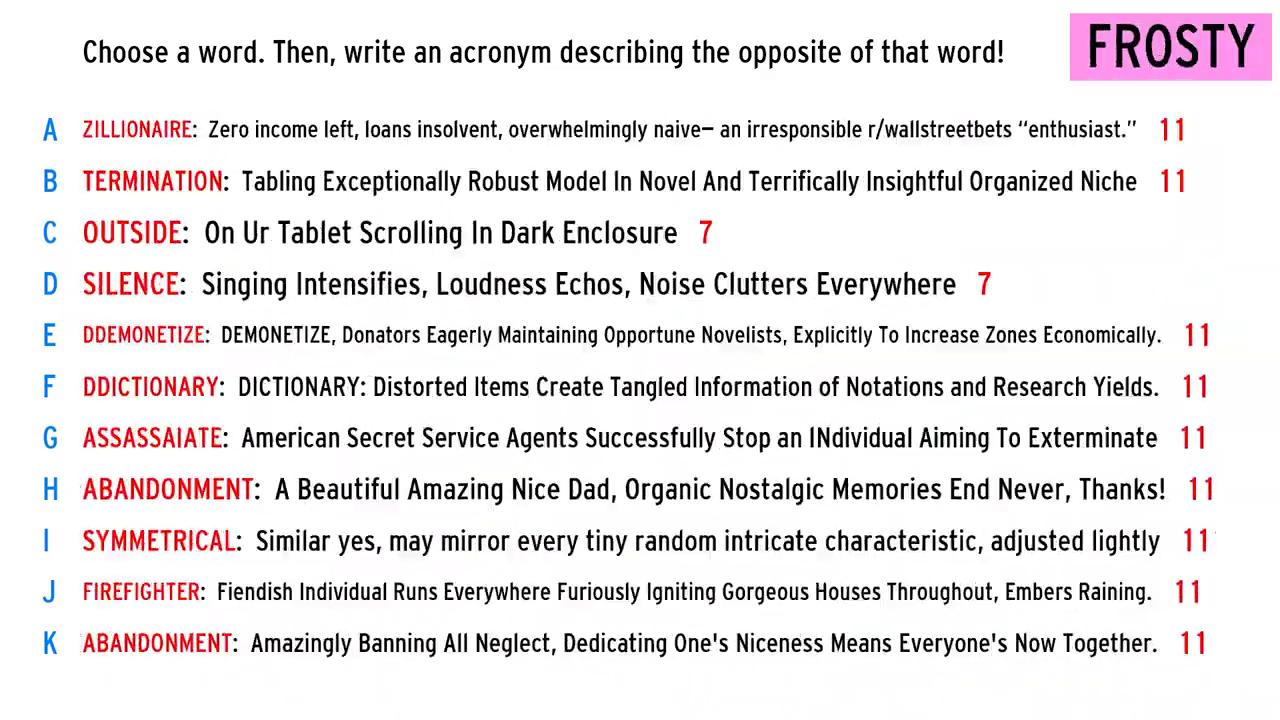 Choose a word. Then, write an acronym describing the opposite of that word!
FROSTY
A ZILLIONAIRE: Zero income left, loans insolvent, overwhelmingly naive– an irresponsible r/wallstreetbets “enthusiast.” 11
B TERMINATION: Tabling Exceptionally Robust Model In Novel And Terrifically Insightful Organized Niche 11
C OUTSIDE: On Ur Tablet Scrolling In Dark Enclosure 7
D SILENCE: Singing Intensifies, Loudness Echos, Noise Clutters Everywhere 7
E DDEMONETIZE: DEMONETIZE, Donators Eagerly Maintaining Opportune Novelists, Explicitly To Increase Zones Economically. 11
F DDICTIONARY: DICTIONARY: Distorted Items Create Tangled Information of Notations and Research Yields. 11
G ASSASSAIATE: American Secret Service Agents Successfully Stop an INdividual Aiming To Exterminate 11
H ABANDONMENT: A Beautiful Amazing Nice Dad, Organic Nostalgic Memories End Never, Thanks! 11
I SYMMETRICAL: Similar yes, may mirror every tiny random intricate characteristic, adjusted lightly 11
J FIREFIGHTER: Fiendish Individual Runs Everywhere Furiously Igniting Gorgeous Houses Throughout, Embers Raining. 11
K ABANDONMENT: Amazingly Banning All Neglect, Dedicating One's Niceness Means Everyone's Now Together. 11